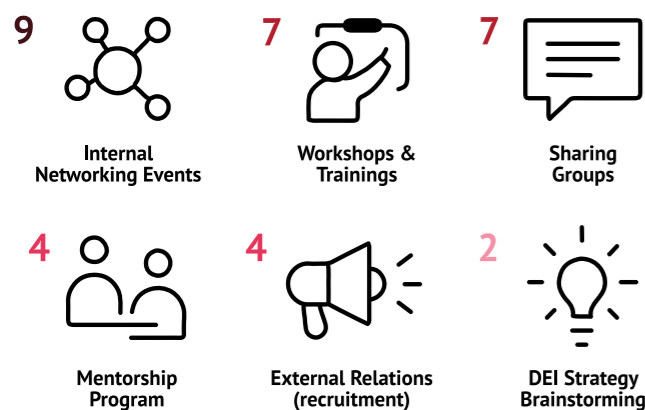 9
7
7
Internal
Networking Events
Workshops &
Trainings
Sharing
Groups
4
4
2
Mentorship
Program
External Relations
(recruitment)
DEI Strategy
Brainstorming